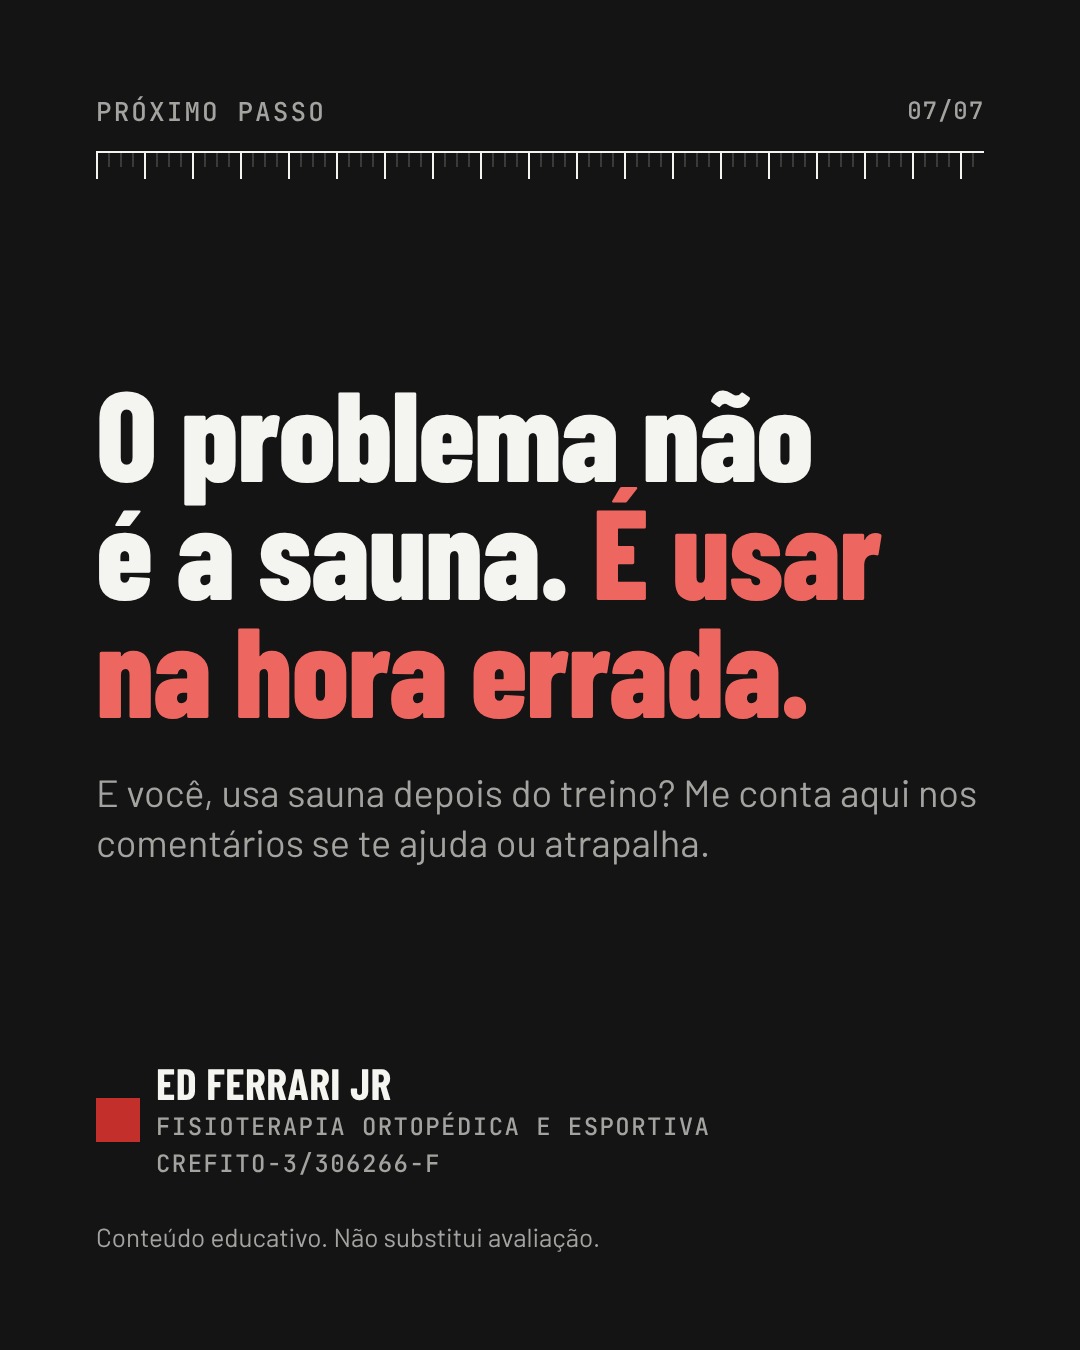 PRÓXIMO PASSO
07/07
O problema não
é a sauna. É usar
na hora errada.
E você, usa sauna depois do treino? Me conta aqui nos
comentários se te ajuda ou atrapalha.
ED FERRARI JR
FISIOTERAPIA ORTOPÉDICA E ESPORTIVA
CREFITO-3/306266-F
Conteúdo educativo. Não substitui avaliação.